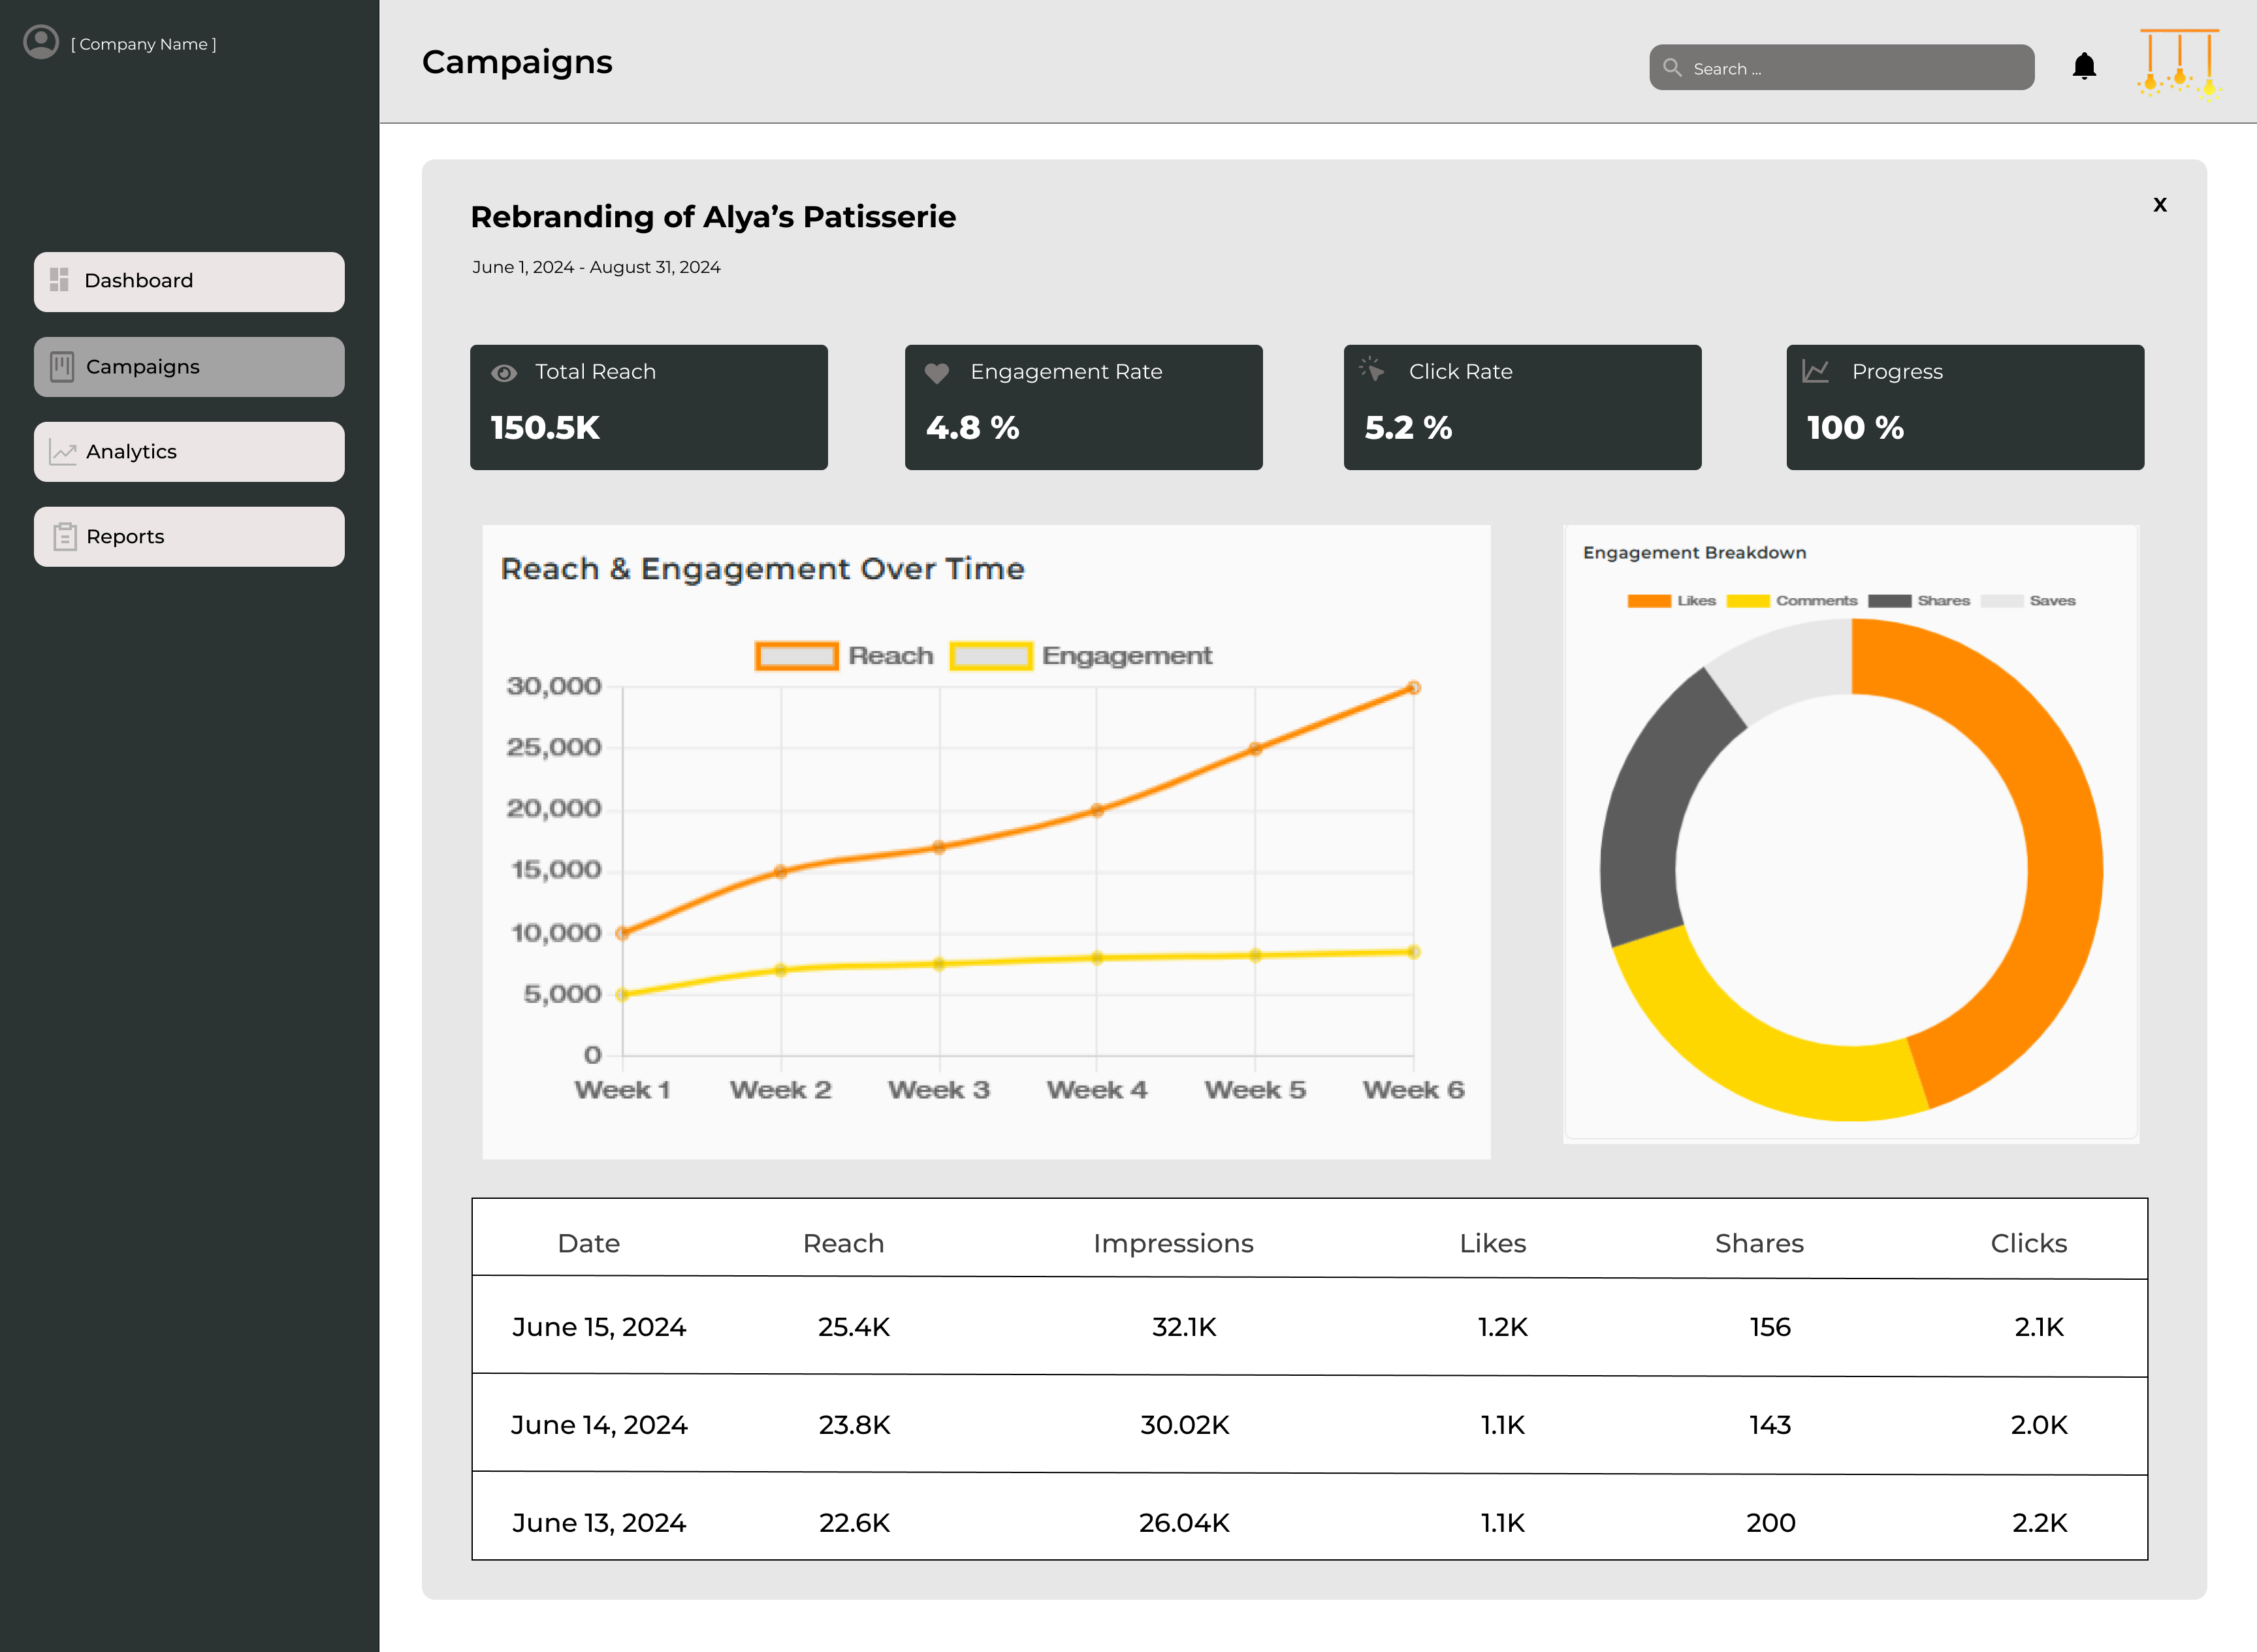 [ Company Name ]
Campaigns
Search ...
Dashboard
Campaigns
Analytics
Reports
Rebranding of Alya’s Patisserie
x
June 1, 2024 - August 31, 2024
Total Reach
150.5K
Engagement Rate
4.8 %
Click Rate
5.2 %
Progress
100 %
Reach & Engagement Over Time
Reach Engagement
30,000
25,000
20,000
15,000
10,000
5,000
0
Week 1 Week 2 Week 3 Week 4 Week 5 Week 6
Engagement Breakdown
Likes Comments Shares Saves
Date Reach Impressions Likes Shares Clicks
June 15, 2024 25.4K 32.1K 1.2K 156 2.1K
June 14, 2024 23.8K 30.02K 1.1K 143 2.0K
June 13, 2024 22.6K 26.04K 1.1K 200 2.2K